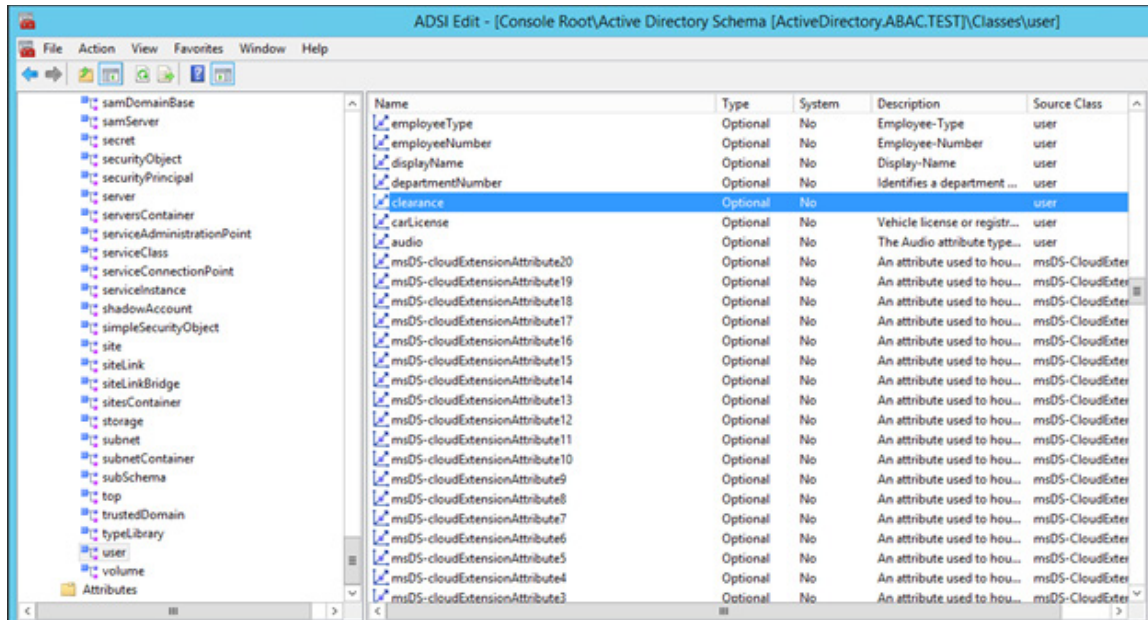 ADSI Edit - [Console Root\Active Directory Schema [ActiveDirectory.ABAC.TEST]\Classes\user]
File Action View Favorites Window Help
samDomainBase
samServer
secret
securityObject
securityPrincipal
server
serversContainer
serviceAdministrationPoint
serviceClass
serviceConnectionPoint
serviceInstance
shadowAccount
simpleSecurityObject
site
siteLink
siteLinkBridge
sitesContainer
storage
subnet
subnetContainer
subSchema
top
trustedDomain
typeLibrary
user
volume
Attributes
Name Type System Description Source Class
employeeType Optional No Employee-Type user
employeeNumber Optional No Employee-Number user
displayName Optional No Display-Name user
departmentNumber Optional No Identifies a department ... user
clearance Optional No user
carLicense Optional No Vehicle license or registr... user
audio Optional No The Audio attribute type... user
msDS-cloudExtensionAttribute20 Optional No An attribute used to hou... msDS-CloudExter
msDS-cloudExtensionAttribute19 Optional No An attribute used to hou... msDS-CloudExter
msDS-cloudExtensionAttribute18 Optional No An attribute used to hou... msDS-CloudExter
msDS-cloudExtensionAttribute17 Optional No An attribute used to hou... msDS-CloudExter
msDS-cloudExtensionAttribute16 Optional No An attribute used to hou... msDS-CloudExter
msDS-cloudExtensionAttribute15 Optional No An attribute used to hou... msDS-CloudExter
msDS-cloudExtensionAttribute14 Optional No An attribute used to hou... msDS-CloudExter
msDS-cloudExtensionAttribute13 Optional No An attribute used to hou... msDS-CloudExter
msDS-cloudExtensionAttribute12 Optional No An attribute used to hou... msDS-CloudExter
msDS-cloudExtensionAttribute11 Optional No An attribute used to hou... msDS-CloudExter
msDS-cloudExtensionAttribute10 Optional No An attribute used to hou... msDS-CloudExter
msDS-cloudExtensionAttribute9 Optional No An attribute used to hou... msDS-CloudExter
msDS-cloudExtensionAttribute8 Optional No An attribute used to hou... msDS-CloudExter
msDS-cloudExtensionAttribute7 Optional No An attribute used to hou... msDS-CloudExter
msDS-cloudExtensionAttribute6 Optional No An attribute used to hou... msDS-CloudExter
msDS-cloudExtensionAttribute5 Optional No An attribute used to hou... msDS-CloudExter
msDS-cloudExtensionAttribute4 Optional No An attribute used to hou... msDS-CloudExter
msDS-cloudExtensionAttribute3 Optional No An attribute used to hou... msDS-CloudExter